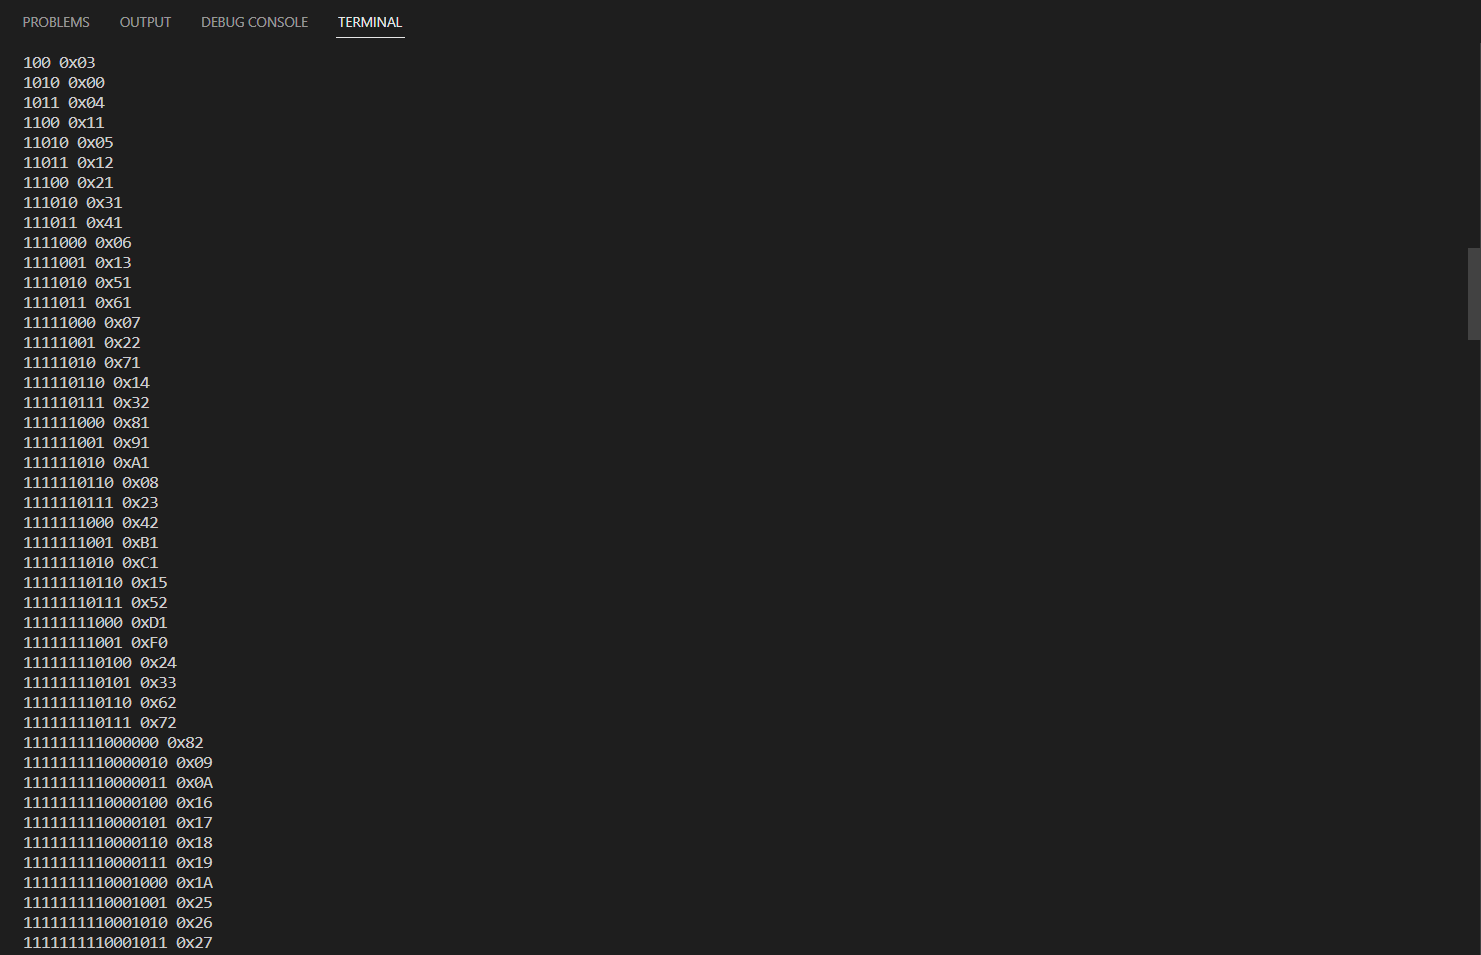 PROBLEMS OUTPUT DEBUG CONSOLE TERMINAL
100 0x03
1010 0x00
1011 0x04
1100 0x11
11010 0x05
11011 0x12
11100 0x21
111010 0x31
111011 0x41
1111000 0x06
1111001 0x13
1111010 0x51
1111011 0x61
11111000 0x07
11111001 0x22
11111010 0x71
111110110 0x14
111110111 0x32
111111000 0x81
111111001 0x91
111111010 0xA1
1111110110 0x08
1111110111 0x23
1111111000 0x42
1111111001 0xB1
1111111010 0xC1
11111110110 0x15
11111110111 0x52
11111111000 0xD1
11111111001 0xF0
111111110100 0x24
111111110101 0x33
111111110110 0x62
111111110111 0x72
111111111000000 0x82
1111111110000010 0x09
1111111110000011 0x0A
1111111110000100 0x16
1111111110000101 0x17
1111111110000110 0x18
1111111110000111 0x19
1111111110001000 0x1A
1111111110001001 0x25
1111111110001010 0x26
1111111110001011 0x27